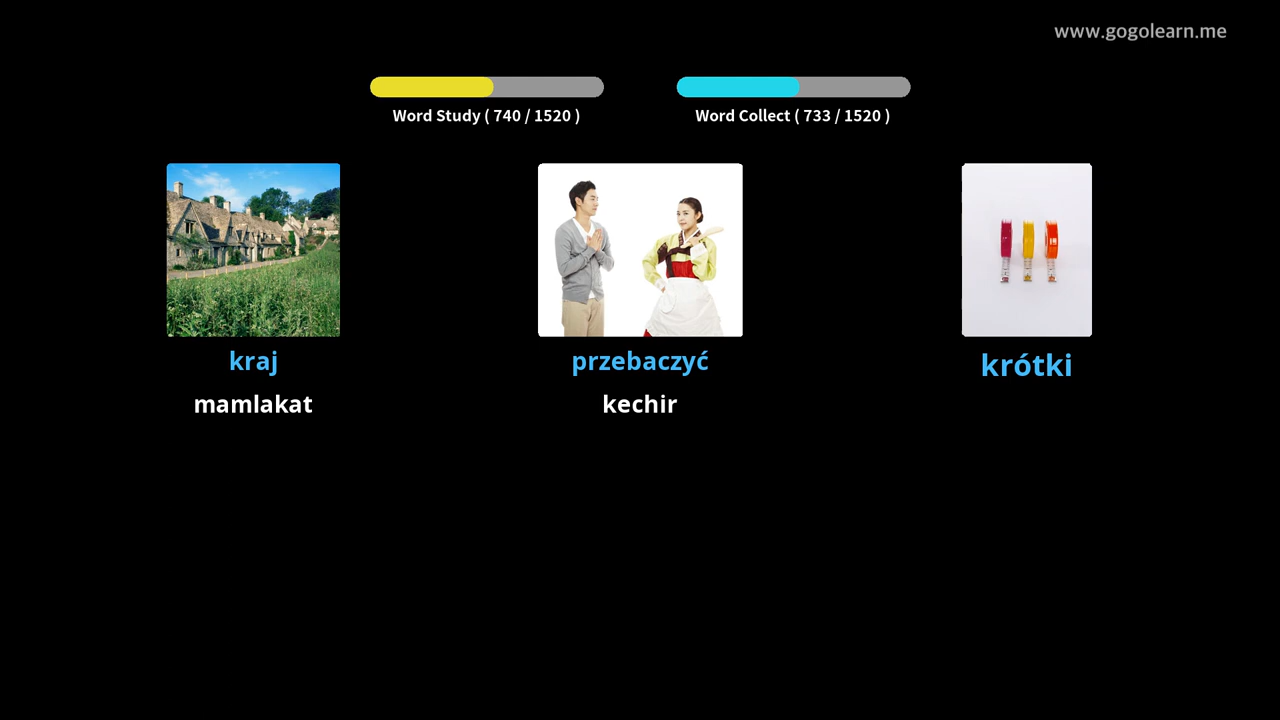 www.gogolearn.me
Word Study ( 740 / 1520 )
Word Collect ( 733 / 1520 )
kraj
przebaczyć
krótki
mamlakat
kechir